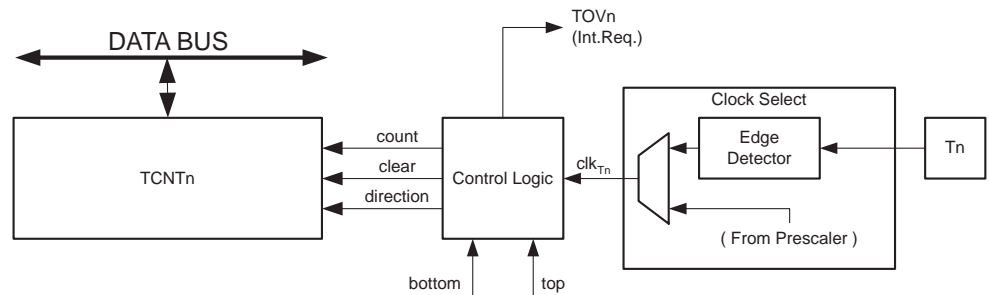 TOVn
(Int.Req.)
DATA BUS
Clock Select
TCNTn
count
clear
direction
Control Logic
clkTn
Edge
Detector
Tn
( From Prescaler )
bottom
top